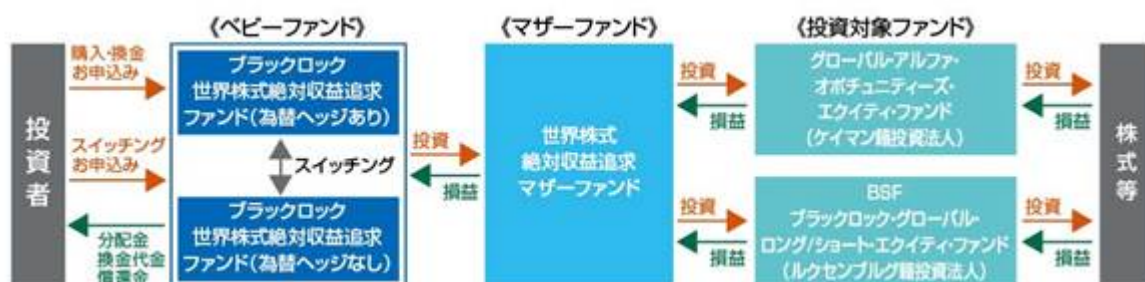 《ベビーファンド》
《マザーファンド》
《投資対象ファンド》
投資者
購入・換金
お申込み
スイッチング
お申込み
分配金
換金代金
償還金
ブラックロック
世界株式絶対収益追求
ファンド(為替ヘッジあり)
スイッチング
ブラックロック
世界株式絶対収益追求
ファンド(為替ヘッジなし)
投資
損益
世界株式
絶対収益追求
マザーファンド
投資
損益
投資
損益
グローバル・アルファ・
オポチュニティーズ・
エクイティ・ファンド
(ケイマン籍投資法人)
BSF
ブラックロック・グローバル・
ロング/ショート・エクイティ・ファンド
(ルクセンブルグ籍投資法人)
投資
損益
投資
損益
株式等